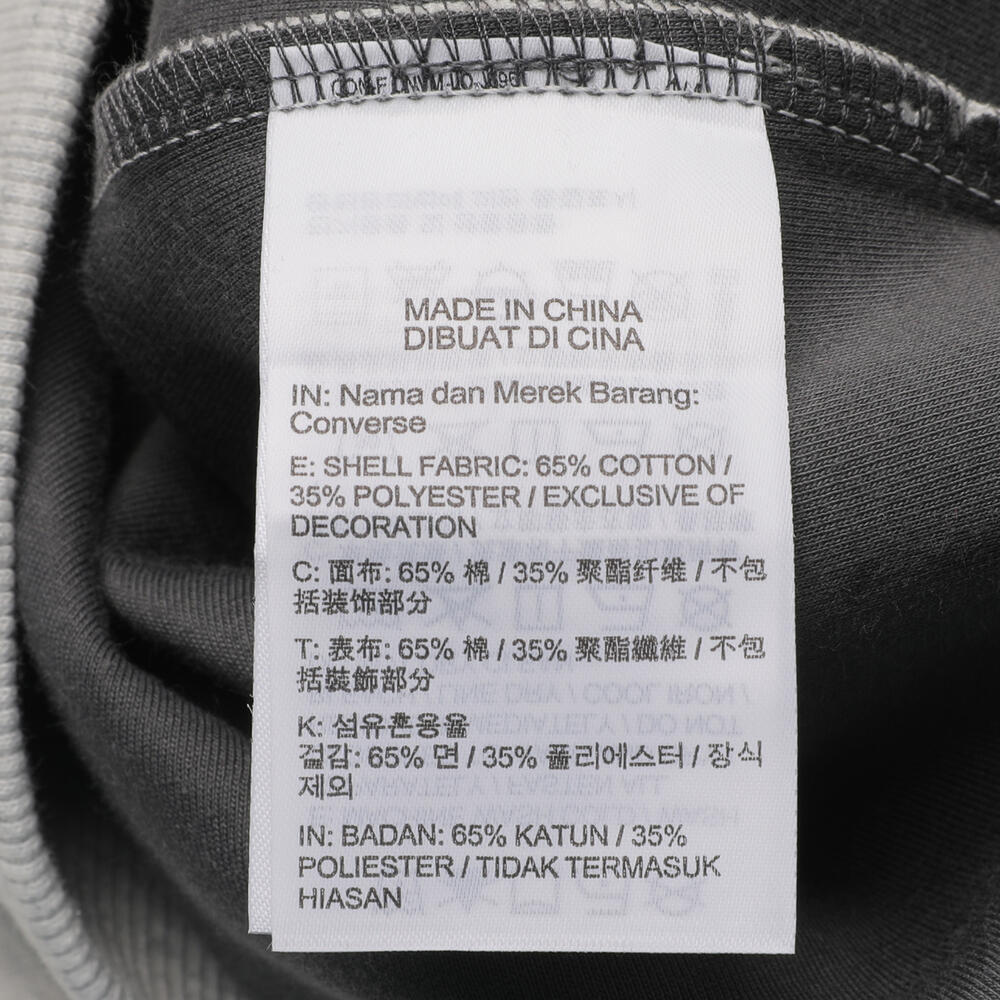 MADE IN CHINA
DIBUAT DI CINA
IN: Nama dan Merek Barang:
Converse
E: SHELL FABRIC: 65% COTTON /
35% POLYESTER / EXCLUSIVE OF
DECORATION
C: 面布: 65% 棉 / 35% 聚酯纤维 / 不包
括装饰部分
T: 表布: 65% 棉 / 35% 聚酯纖維 / 不包
括裝飾部分
K: 섬유혼용율
겉감: 65% 면 / 35% 폴리에스터 / 장식
제외
IN: BADAN: 65% KATUN / 35%
POLIESTER / TIDAK TERMASUK
HIASAN